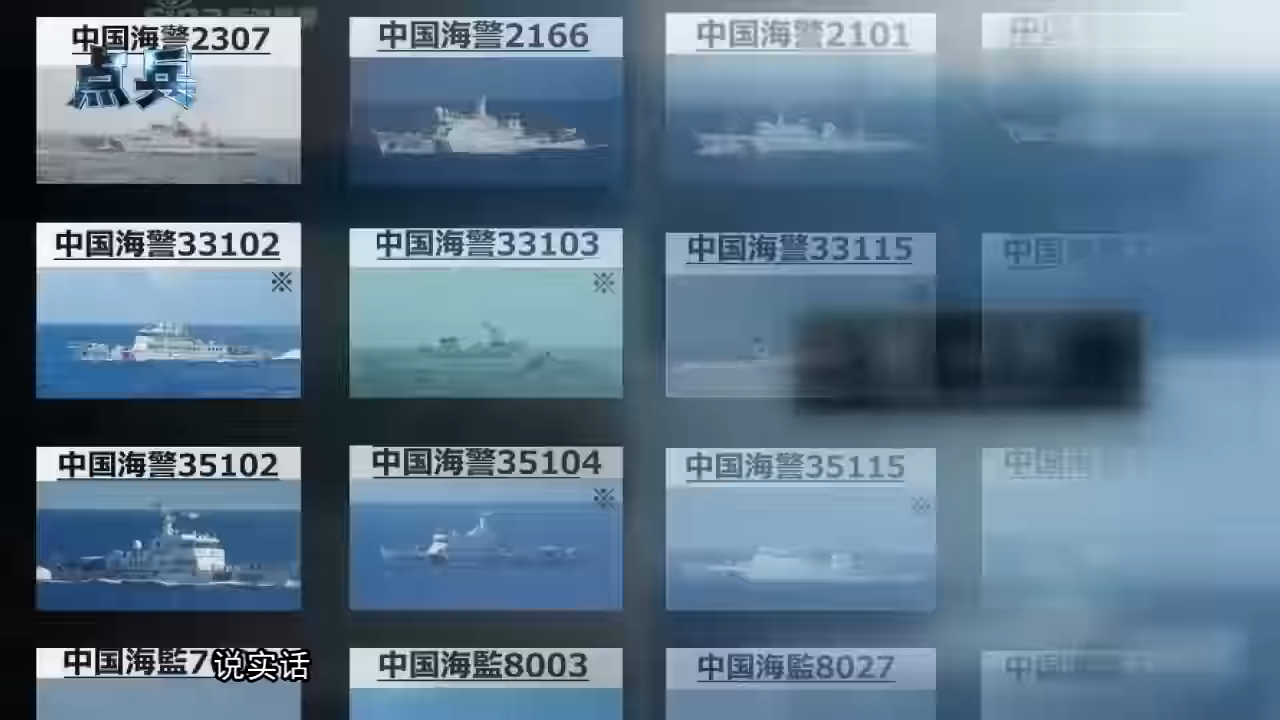 中国海警2307
中国海警2166
中国海警2101
点兵
中国海警33102
中国海警33103
中国海警33115
中国
※
※
中国海警35102
中国海警35104
中国海警35115
※
※
中国海監7
中国海監8003
中国海監8027
说实话